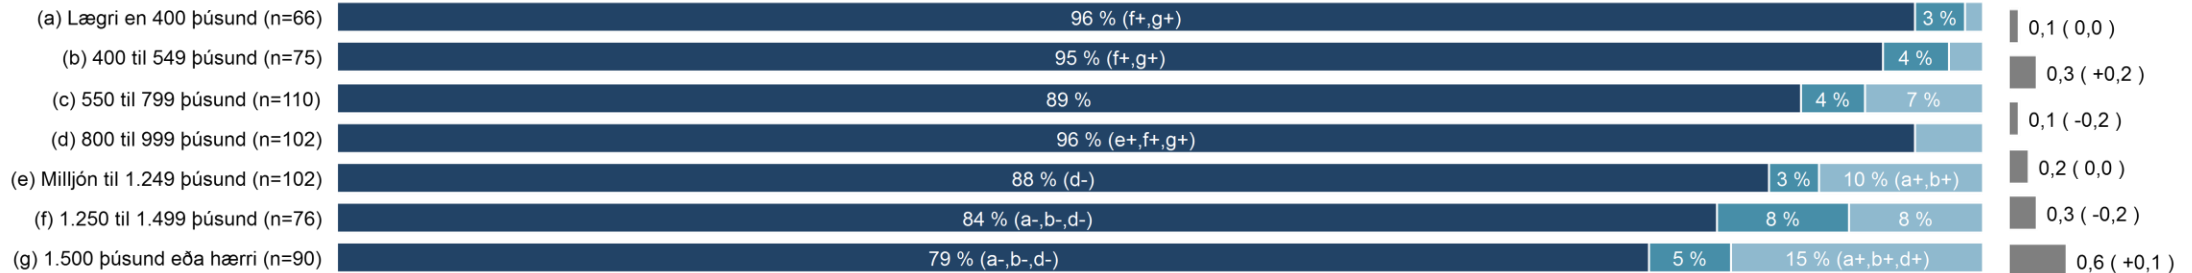 (a) Lægri en 400 þúsund (n=66) 96 % (f+,g+) 3 %
0,1 ( 0,0 )
(b) 400 til 549 þúsund (n=75) 95 % (f+,g+) 4 %
0,3 ( +0,2 )
(c) 550 til 799 þúsund (n=110) 89 % 4 % 7 %
0,1 ( -0,2 )
(d) 800 til 999 þúsund (n=102) 96 % (e+,f+,g+)
0,2 ( 0,0 )
(e) Milljón til 1.249 þúsund (n=102) 88 % (d-) 3 % 10 % (a+,b+)
0,3 ( -0,2 )
(f) 1.250 til 1.499 þúsund (n=76) 84 % (a-,b-,d-) 8 % 8 %
(g) 1.500 þúsund eða hærri (n=90) 79 % (a-,b-,d-) 5 % 15 % (a+,b+,d+)
0,6 ( +0,1 )